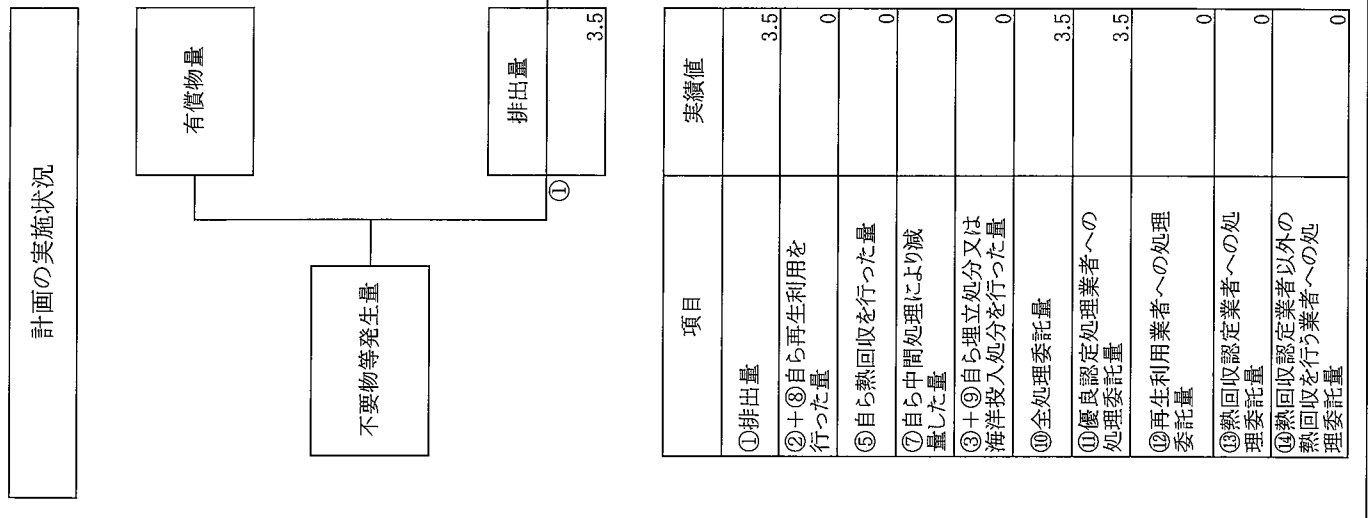 計画の実施状況
不要物等発生量
有償物量
①
排出量
3.5
項目
実績値
①排出量
3.5
②+⑧自ら再生利用を
行った量
0
⑤自ら熱回収を行った量
0
⑦自ら中間処理により減
量した量
0
③+⑨自ら埋立処分又は
海洋投入処分を行った量
0
⑩全処理委託量
3.5
⑪優良認定処理業者への
処理委託量
3.5
⑫再生利用業者への処理
委託量
0
⑬熱回収認定業者への処
理委託量
0
⑭熱回収認定業者以外の
熱回収を行う業者への処
理委託量
0